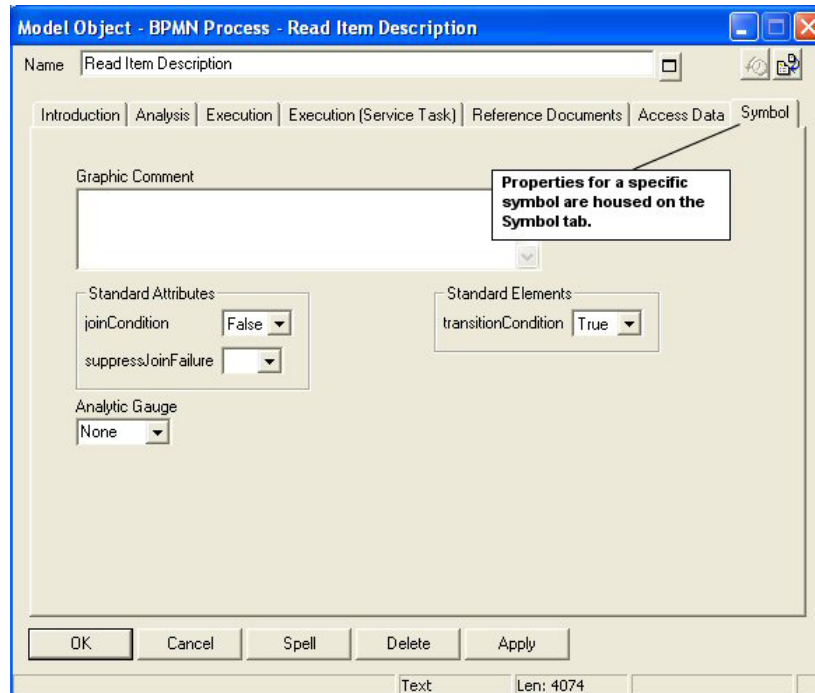 Model Object - BPMN Process - Read Item Description
Name Read Item Description
Introduction Analysis Execution Execution (Service Task) Reference Documents Access Data Symbol
Graphic Comment
Properties for a specific
symbol are housed on the
Symbol tab.
Standard Attributes Standard Elements
joinCondition False transitionCondition True
suppressJoinFailure
Analytic Gauge
None
OK Cancel Spell Delete Apply
Text Len: 4074